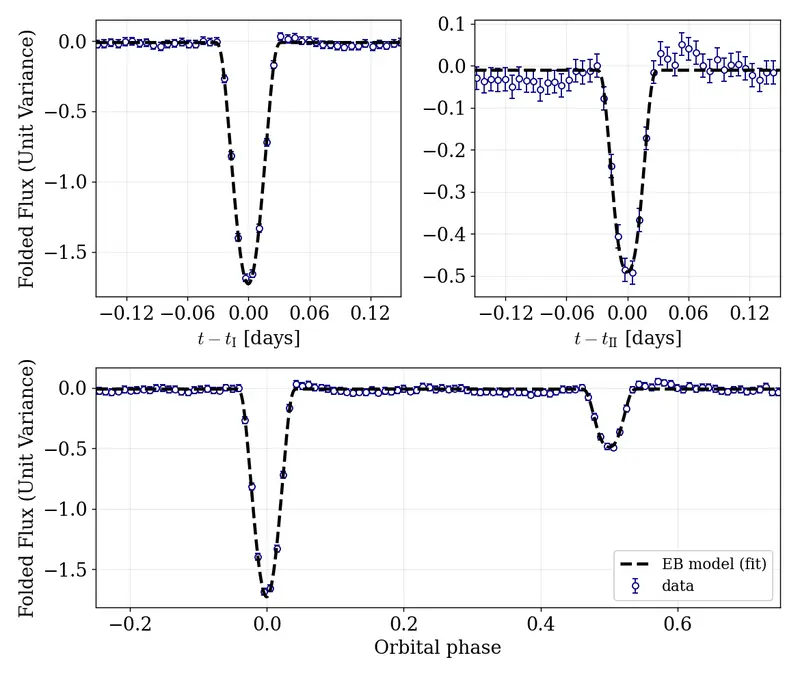 Folded Flux (Unit Variance)
0.0
−0.5
−1.0
−1.5
−0.12 −0.06 0.00 0.06 0.12
t − tI [days]
0.1
0.0
−0.1
−0.2
−0.3
−0.4
−0.5
−0.12 −0.06 0.00 0.06 0.12
t − tII [days]
Folded Flux (Unit Variance)
0.0
−0.5
−1.0
−1.5
EB model (fit)
data
−0.2 0.0 0.2 0.4 0.6
Orbital phase